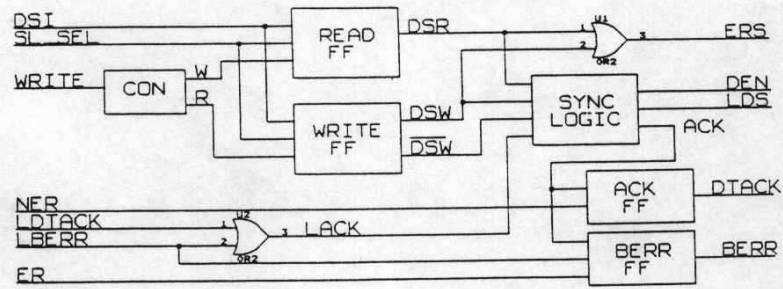 DSI
SL_SEL
WRITE
CON
W
R
READ
FF
DSR
WRITE
FF
DSW
DSW
U1
1
2
3
OR2
ERS
SYNC
LOGIC
DEN
LDS
ACK
NER
LDTACK
LBERR
ER
U2
1
2
3
OR2
LACK
ACK
FF
DTACK
BERR
FF
BERR